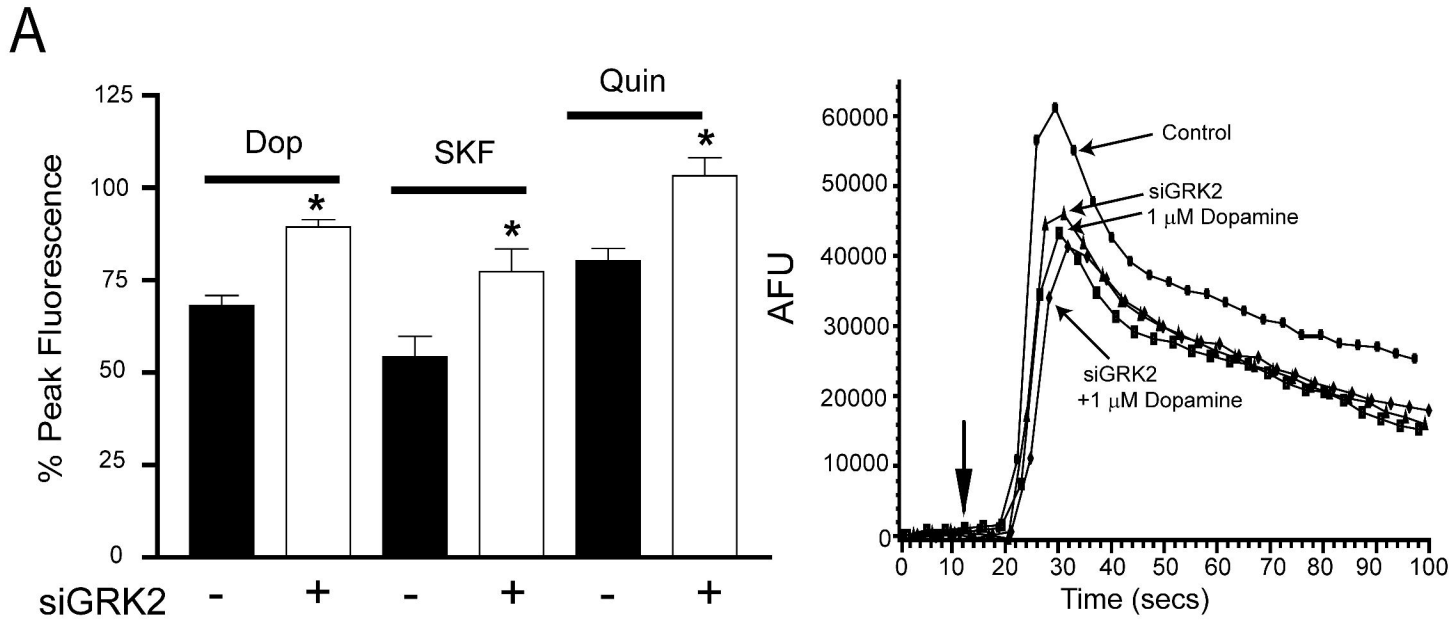 A
% Peak Fluorescence
125
100
75
50
25
0
Dop
SKF
Quin
*
*
*
siGRK2
- + - + - +
AFU
60000
50000
40000
30000
20000
10000
0
Control
siGRK2
1 μM Dopamine
siGRK2
+1 μM Dopamine
0 10 20 30 40 50 60 70 80 90 100
Time (secs)